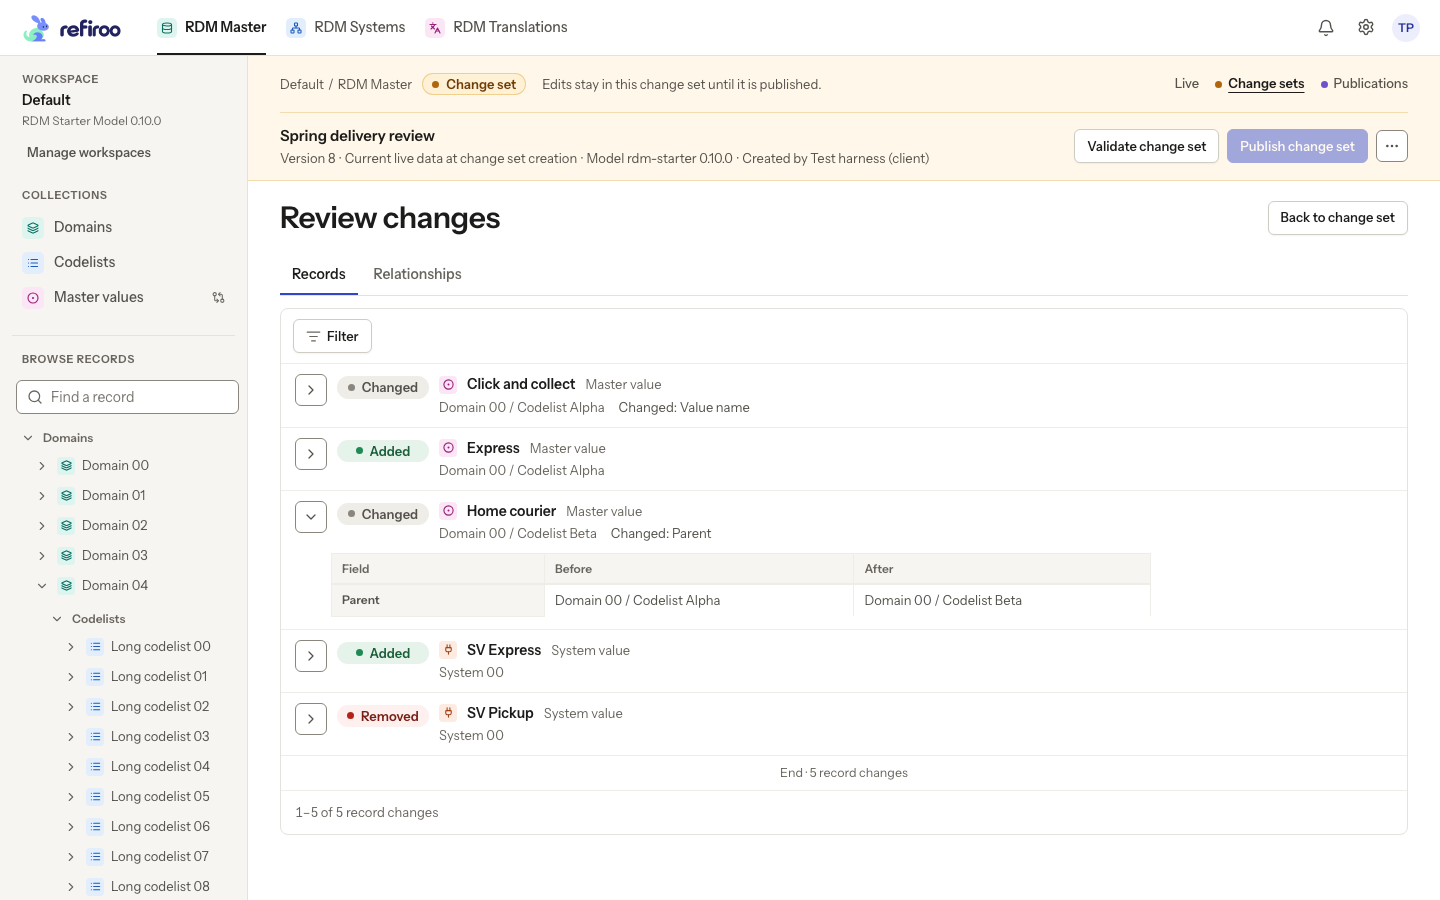 refiroo
RDM Master
RDM Systems
RDM Translations
TP
WORKSPACE
Default
RDM Starter Model 0.10.0
Manage workspaces
COLLECTIONS
Domains
Codelists
Master values
BROWSE RECORDS
Find a record
Domains
Domain 00
Domain 01
Domain 02
Domain 03
Domain 04
Codelists
Long codelist 00
Long codelist 01
Long codelist 02
Long codelist 03
Long codelist 04
Long codelist 05
Long codelist 06
Long codelist 07
Long codelist 08
Default / RDM Master
Change set
Edits stay in this change set until it is published.
Live
Change sets
Publications
Spring delivery review
Version 8 · Current live data at change set creation · Model rdm-starter 0.10.0 · Created by Test harness (client)
Validate change set
Publish change set
Review changes
Back to change set
Records
Relationships
Filter
Changed
Click and collect Master value
Domain 00 / Codelist Alpha Changed: Value name
Added
Express Master value
Domain 00 / Codelist Alpha
Changed
Home courier Master value
Domain 00 / Codelist Beta Changed: Parent
Field Before After
Parent Domain 00 / Codelist Alpha Domain 00 / Codelist Beta
Added
SV Express System value
System 00
Removed
SV Pickup System value
System 00
End · 5 record changes
1–5 of 5 record changes